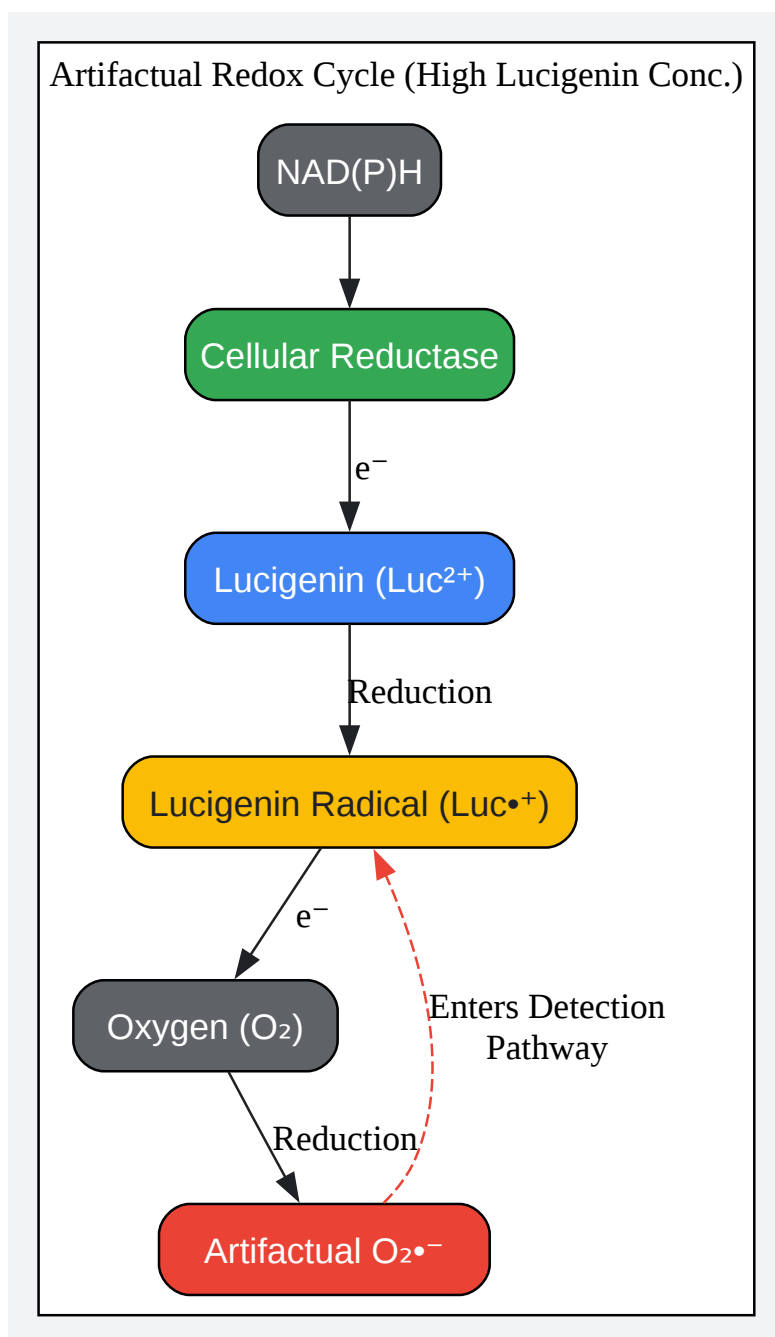 Artifactual Redox Cycle (High Lucigenin Conc.)
NAD(P)H
Cellular Reductase
e⁻
Lucigenin (Luc²⁺)
Reduction
Lucigenin Radical (Luc•⁺)
e⁻
Oxygen (O₂)
Enters Detection
Pathway
Reduction
Artifactual O₂•⁻